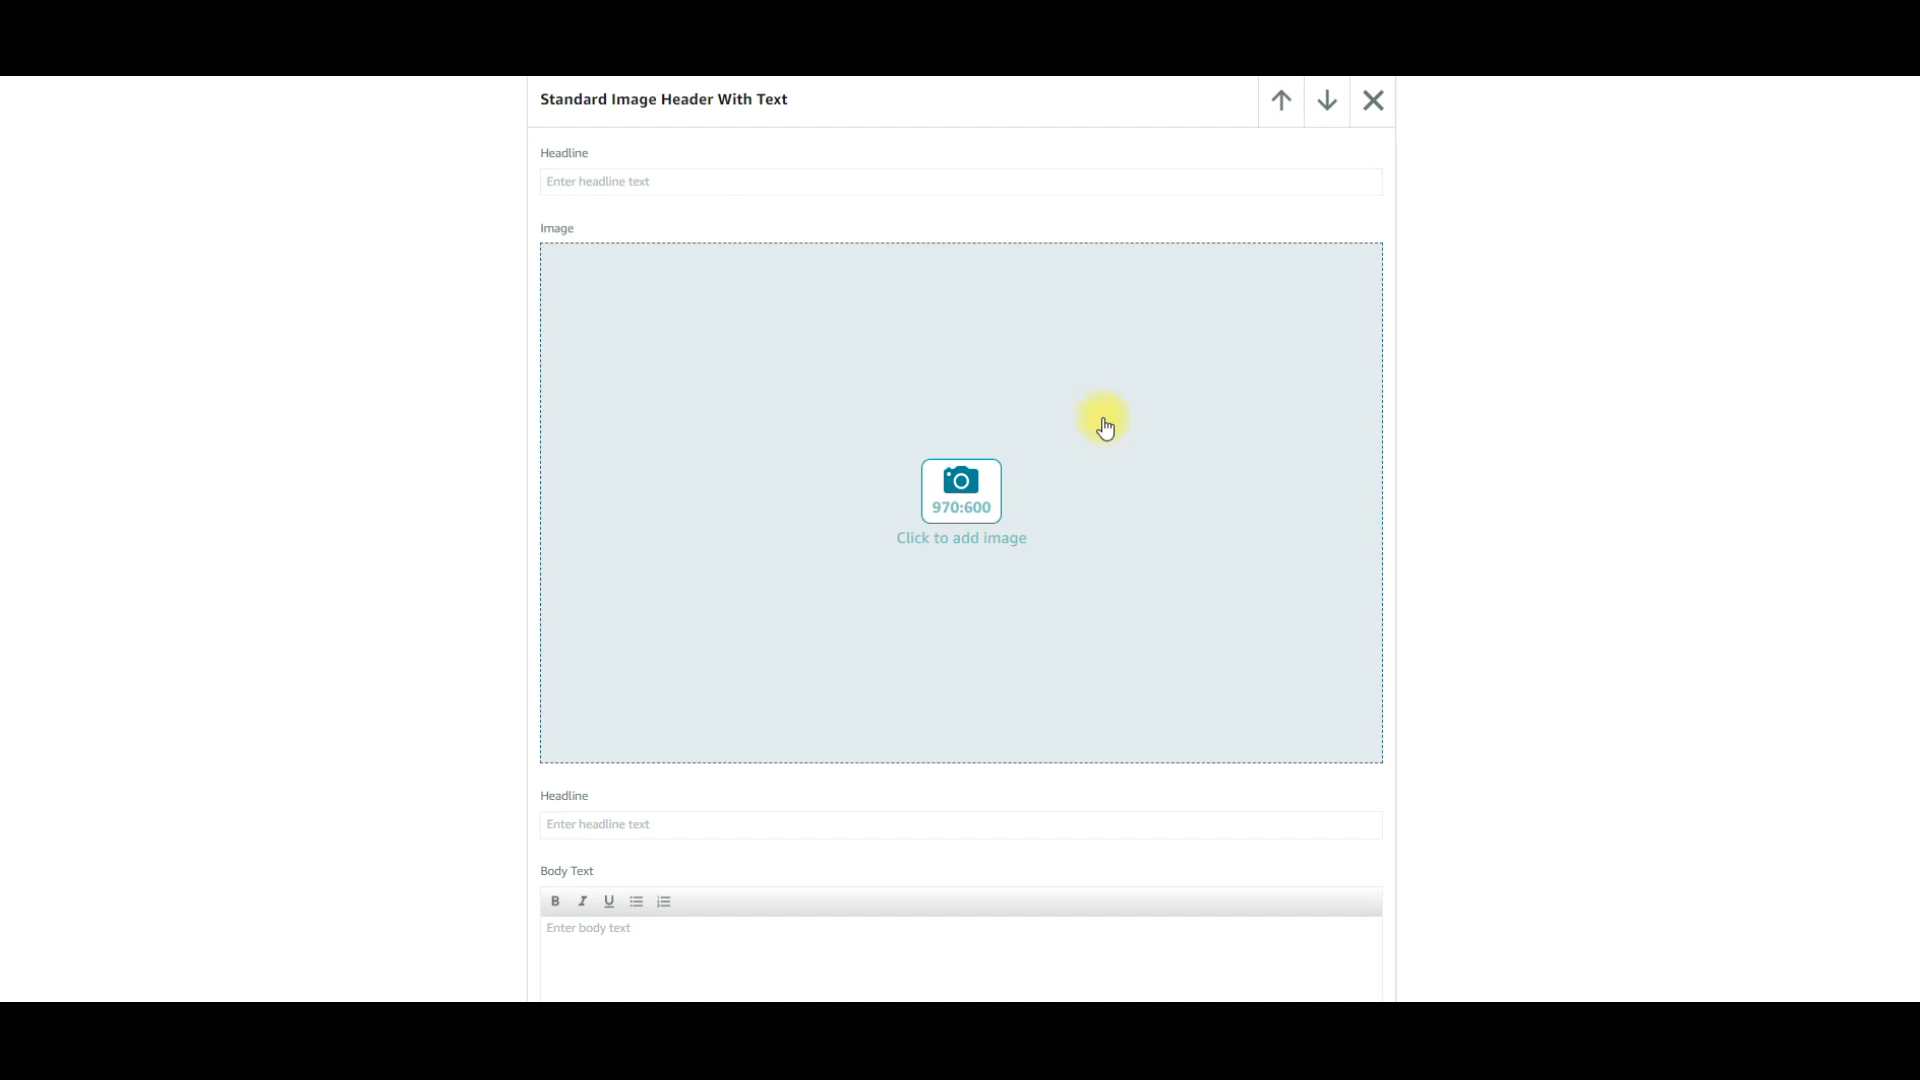 Standard Image Header With Text
Headline
Enter headline text
Image
970:600
Click to add image
Headline
Enter headline text
Body Text
B I U
Enter body text